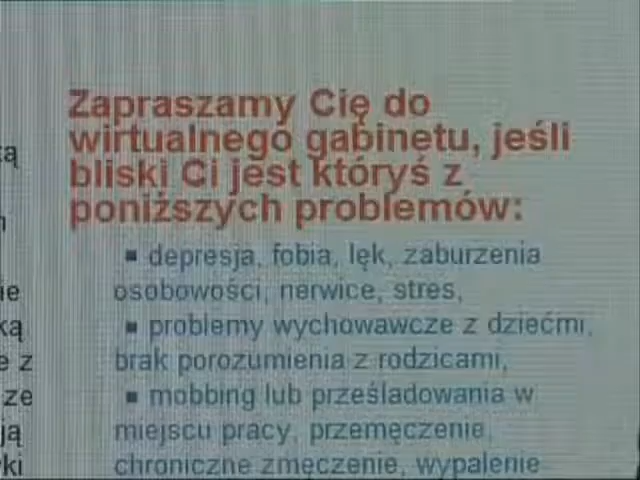 Zapraszamy Cię do
wirtualnego gabinetu, jeśli
bliski Ci jest któryś z
poniższych problemów:
▪ depresja, fobia, lęk, zaburzenia
osobowości, nerwice, stres,
▪ problemy wychowawcze z dziećmi,
brak porozumienia z rodzicami,
▪ mobbing lub prześladowania w
miejscu pracy, przemęczenie,
chroniczne zmęczenie, wypalenie